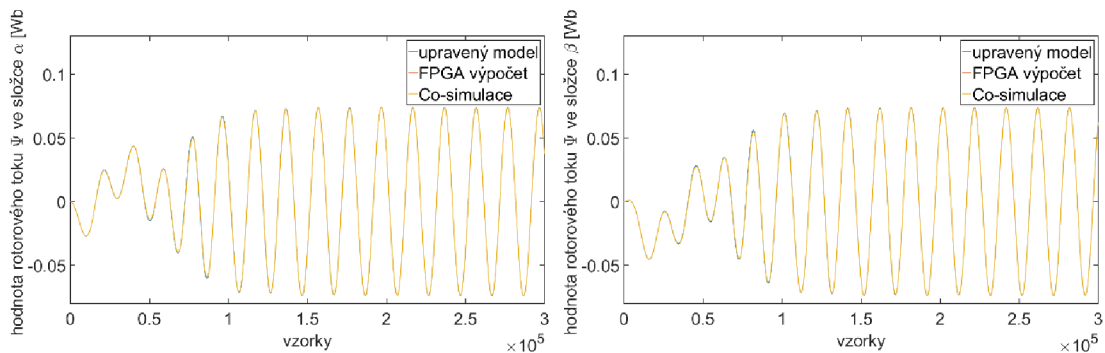 hodnota rotorového toku Ψ ve složce α [Wb
0.1
0.05
0
-0.05
upravený model
FPGA výpočet
Co-simulace
0 0.5 1 1.5 2 2.5 3
vzorky
×10^5
hodnota rotorového toku Ψ ve složce β [Wb
0.1
0.05
0
-0.05
upravený model
FPGA výpočet
Co-simulace
0 0.5 1 1.5 2 2.5 3
vzorky
×10^5